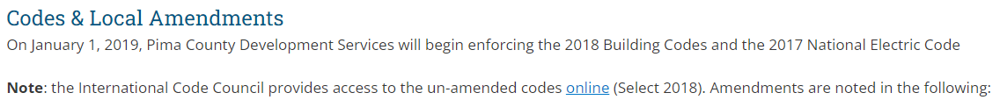 Codes & Local Amendments
On January 1, 2019, Pima County Development Services will begin enforcing the 2018 Building Codes and the 2017 National Electric Code
Note: the International Code Council provides access to the un-amended codes online (Select 2018). Amendments are noted in the following: